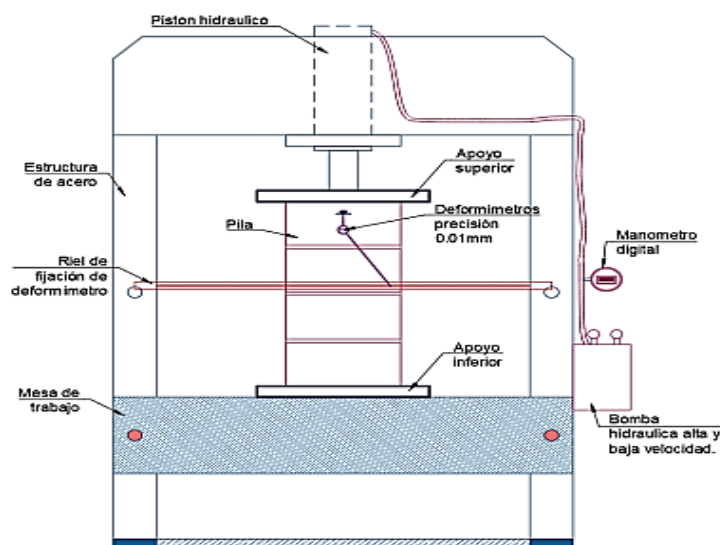 Piston hidraulico
Estructura
de acero
Apoyo
superior
Pila
Deformimetros
precisión
0.01mm
Manometro
digital
Riel de
fijación de
deformimetro
Apoyo
inferior
Mesa de
trabajo
Bomba
hidraulica alta y
baja velocidad.